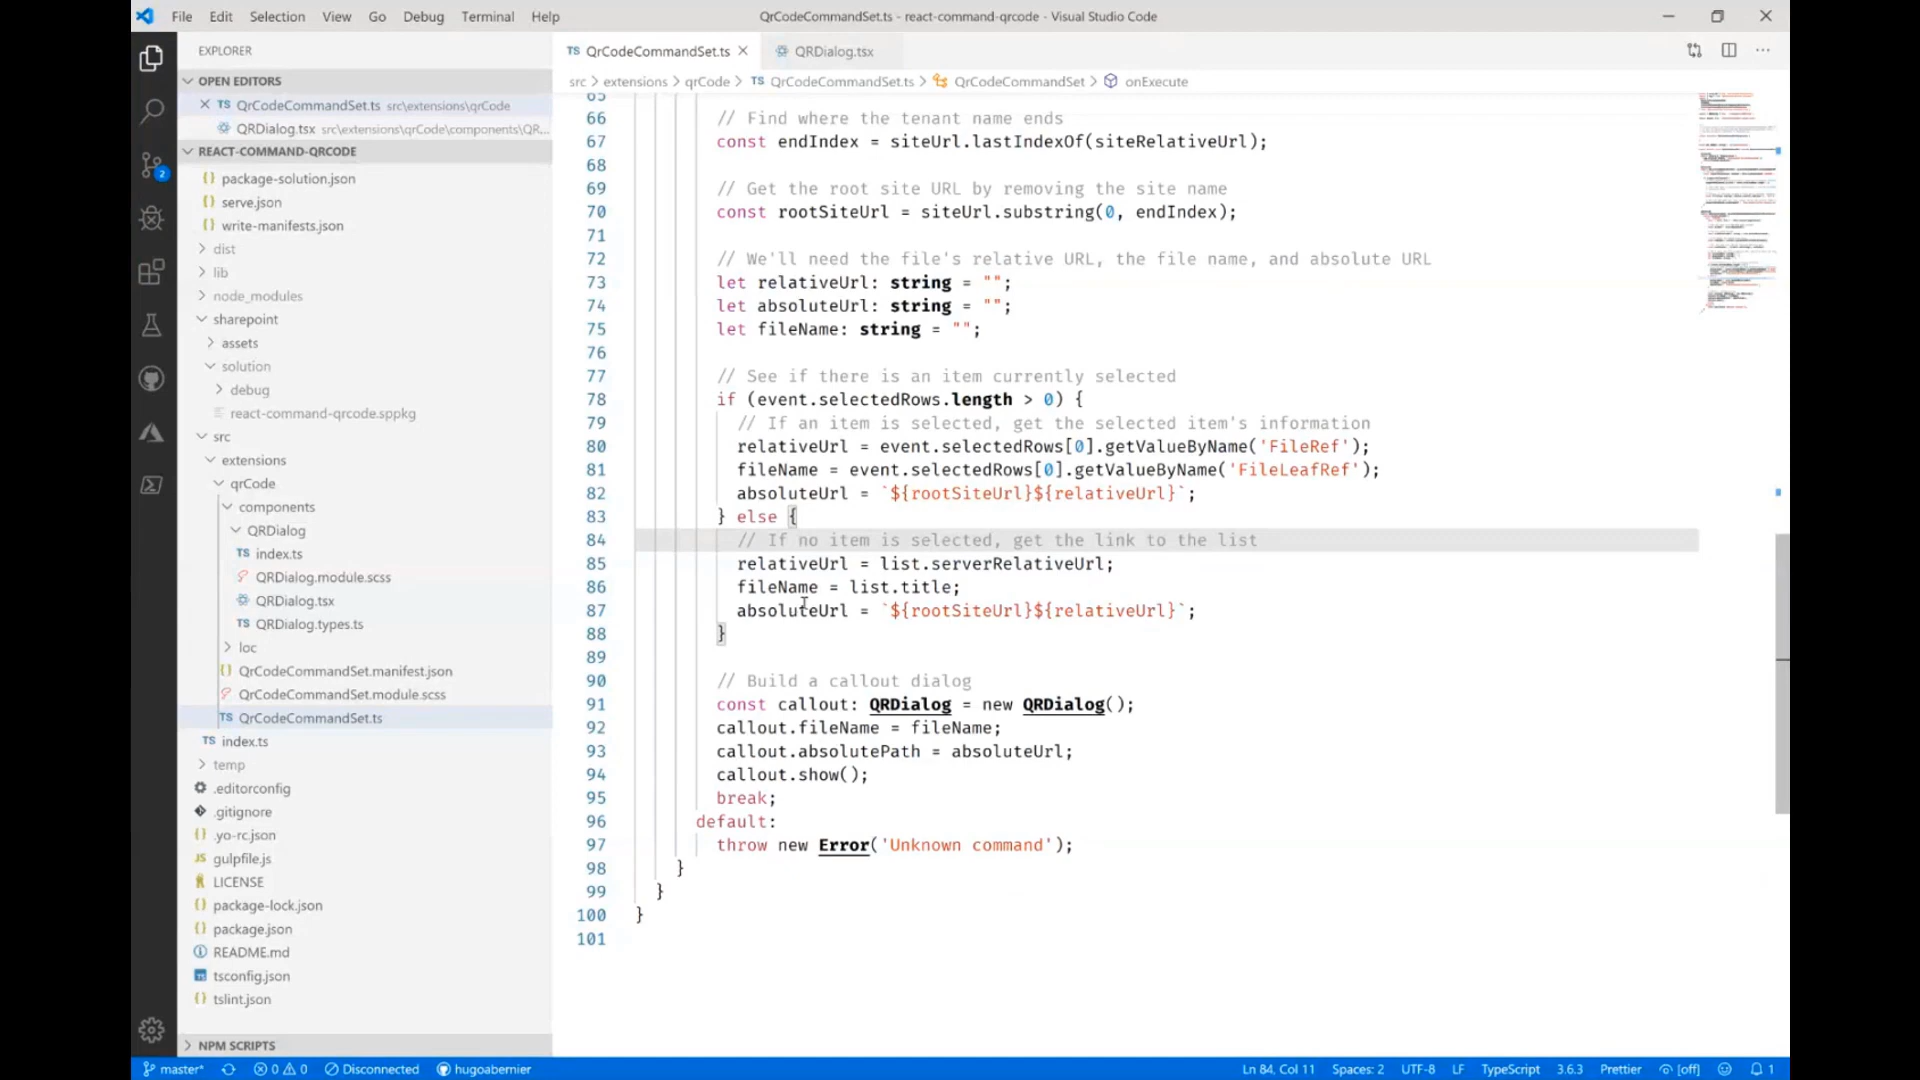 File Edit Selection View Go Debug Terminal Help QrCodeCommandSet.ts - react-command-qrcode - Visual Studio Code
EXPLORER
OPEN EDITORS
QrCodeCommandSet.ts src\extensions\qrCode
QRDialog.tsx src\extensions\qrCode\components\QR...
REACT-COMMAND-QRCODE
package-solution.json
serve.json
write-manifests.json
dist
lib
node_modules
sharepoint
assets
solution
debug
react-command-qrcode.sppkg
src
extensions
qrCode
components
QRDialog
TS index.ts
QRDialog.module.scss
QRDialog.tsx
TS QRDialog.types.ts
loc
{} QrCodeCommandSet.manifest.json
QrCodeCommandSet.module.scss
TS QrCodeCommandSet.ts
TS index.ts
temp
.editorconfig
.gitignore
{} .yo-rc.json
JS gulpfile.js
LICENSE
{} package-lock.json
{} package.json
README.md
tsconfig.json
{} tslint.json
NPM SCRIPTS
2
TS QrCodeCommandSet.ts QRDialog.tsx
src > extensions > qrCode > TS QrCodeCommandSet.ts > QrCodeCommandSet > onExecute
65
66 // Find where the tenant name ends
67 const endIndex = siteUrl.lastIndexOf(siteRelativeUrl);
68
69 // Get the root site URL by removing the site name
70 const rootSiteUrl = siteUrl.substring(0, endIndex);
71
72 // We'll need the file's relative URL, the file name, and absolute URL
73 let relativeUrl: string = "";
74 let absoluteUrl: string = "";
75 let fileName: string = "";
76
77 // See if there is an item currently selected
78 if (event.selectedRows.length > 0) {
79 // If an item is selected, get the selected item's information
80 relativeUrl = event.selectedRows[0].getValueByName('FileRef');
81 fileName = event.selectedRows[0].getValueByName('FileLeafRef');
82 absoluteUrl = `${rootSiteUrl}${relativeUrl}`;
83 } else {
84 // If no item is selected, get the link to the list
85 relativeUrl = list.serverRelativeUrl;
86 fileName = list.title;
87 absoluteUrl = `${rootSiteUrl}${relativeUrl}`;
88 }
89
90 // Build a callout dialog
91 const callout: QRDialog = new QRDialog();
92 callout.fileName = fileName;
93 callout.absolutePath = absoluteUrl;
94 callout.show();
95 break;
96 default:
97 throw new Error('Unknown command');
98 }
99 }
100 }
101
master* 0 0 Disconnected hugoabernier Ln 84, Col 11 Spaces: 2 UTF-8 LF TypeScript 3.6.3 Prettier [off] 1